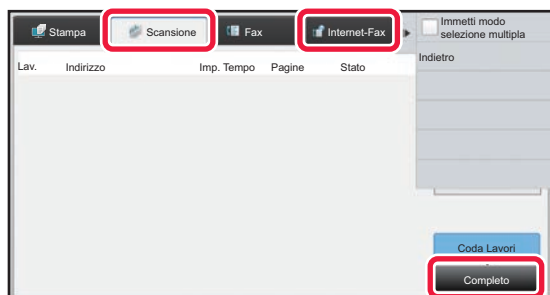 Stampa Scansione Fax Internet-Fax
Immetti modo
selezione multipla
Lav. Indirizzo Imp. Tempo Pagine Stato
Indietro
Coda Lavori
Completo